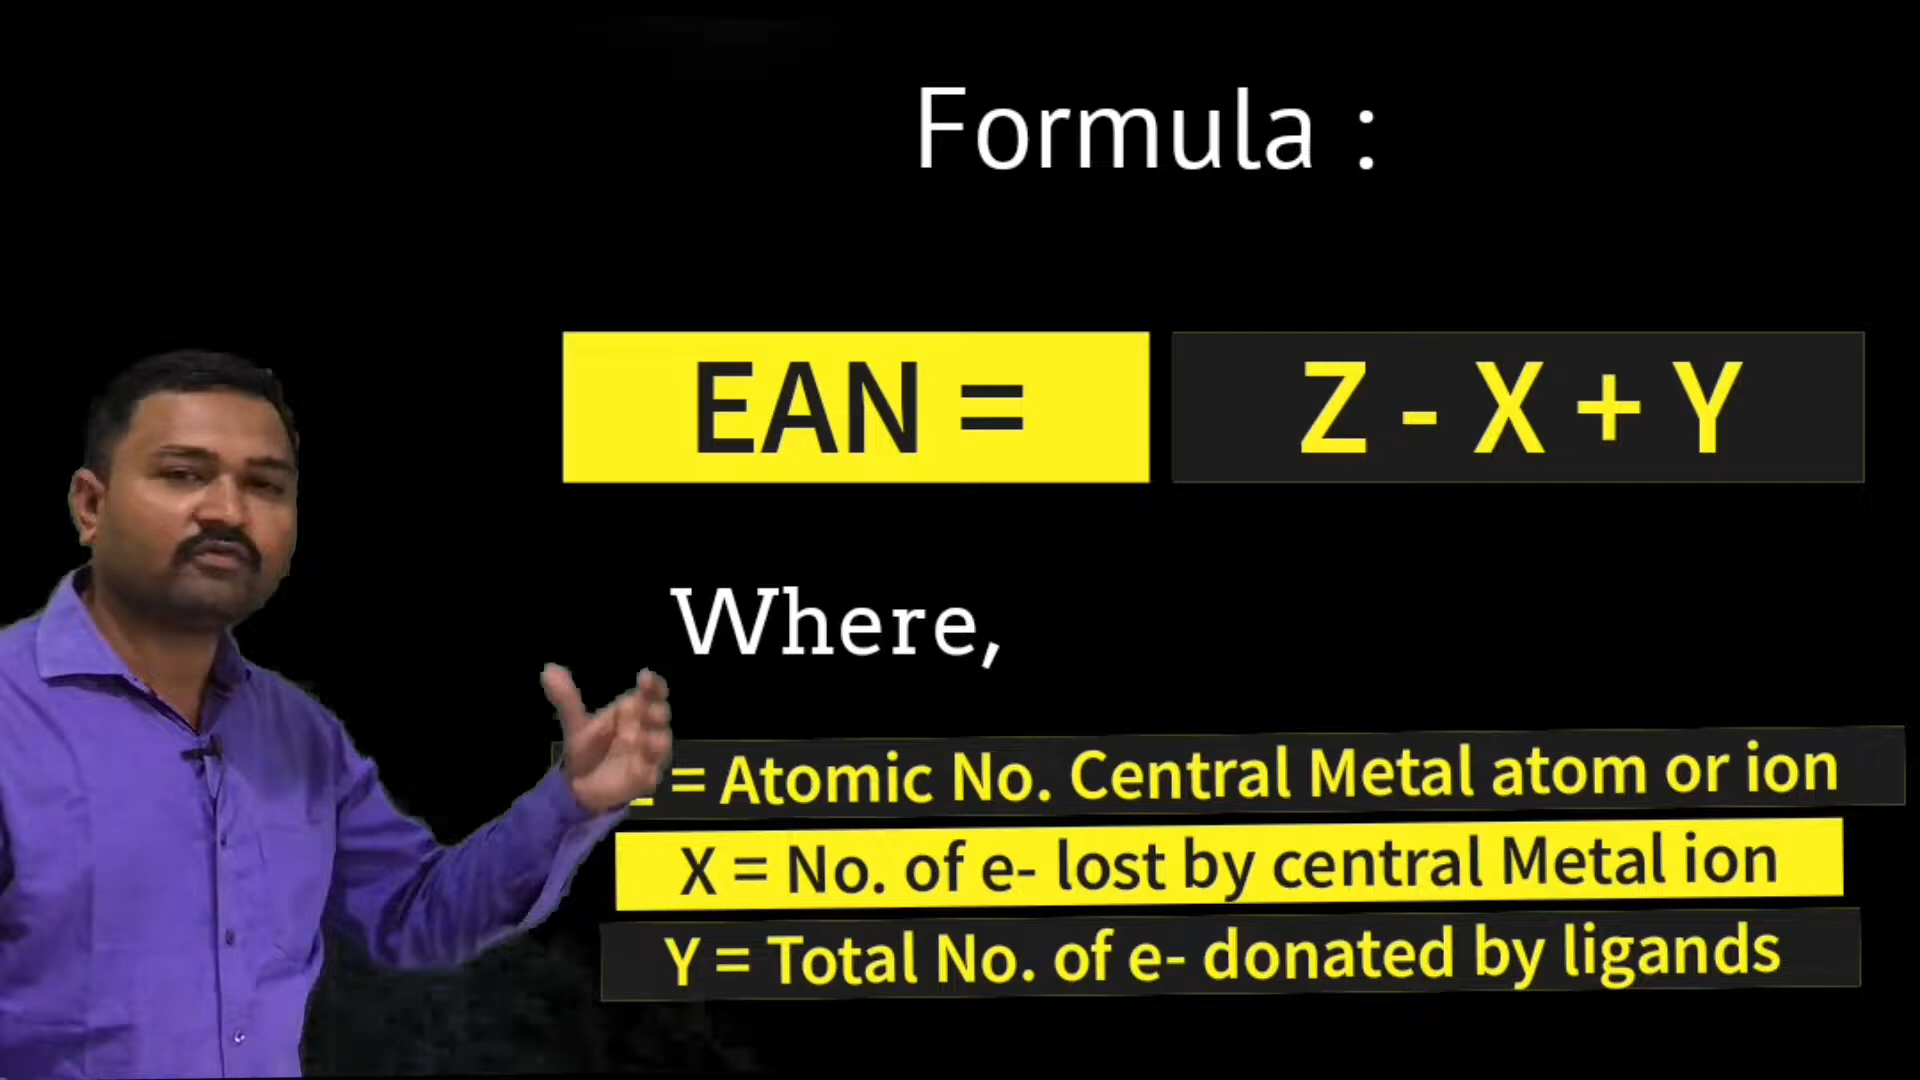 Formula :
EAN = Z - X + Y
Where,
= Atomic No. Central Metal atom or ion
X = No. of e- lost by central Metal ion
Y = Total No. of e- donated by ligands